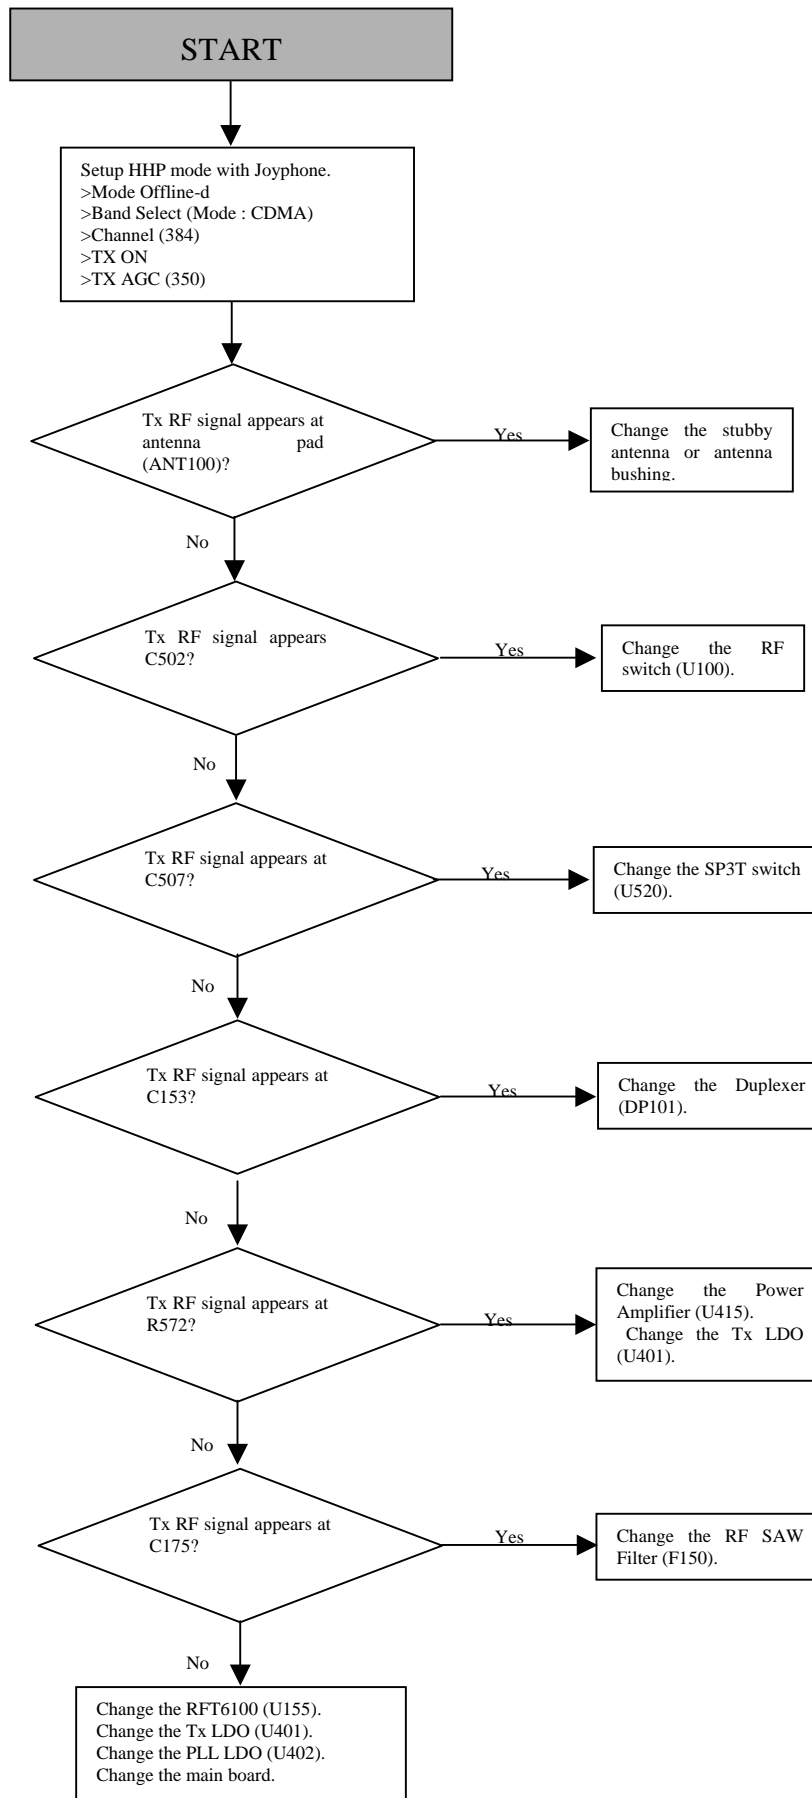 START
Setup HHP mode with Joyphone.
>Mode Offline-d
>Band Select (Mode : CDMA)
>Channel (384)
>TX ON
>TX AGC (350)
Tx RF signal appears at
antenna pad
(ANT100)?
Yes
Change the stubby
antenna or antenna
bushing.
No
Tx RF signal appears
C502?
Yes
Change the RF
switch (U100).
No
Tx RF signal appears at
C507?
Yes
Change the SP3T switch
(U520).
No
Tx RF signal appears at
C153?
Yes
Change the Duplexer
(DP101).
No
Tx RF signal appears at
R572?
Yes
Change the Power
Amplifier (U415).
Change the Tx LDO
(U401).
No
Tx RF signal appears at
C175?
Yes
Change the RF SAW
Filter (F150).
No
Change the RFT6100 (U155).
Change the Tx LDO (U401).
Change the PLL LDO (U402).
Change the main board.